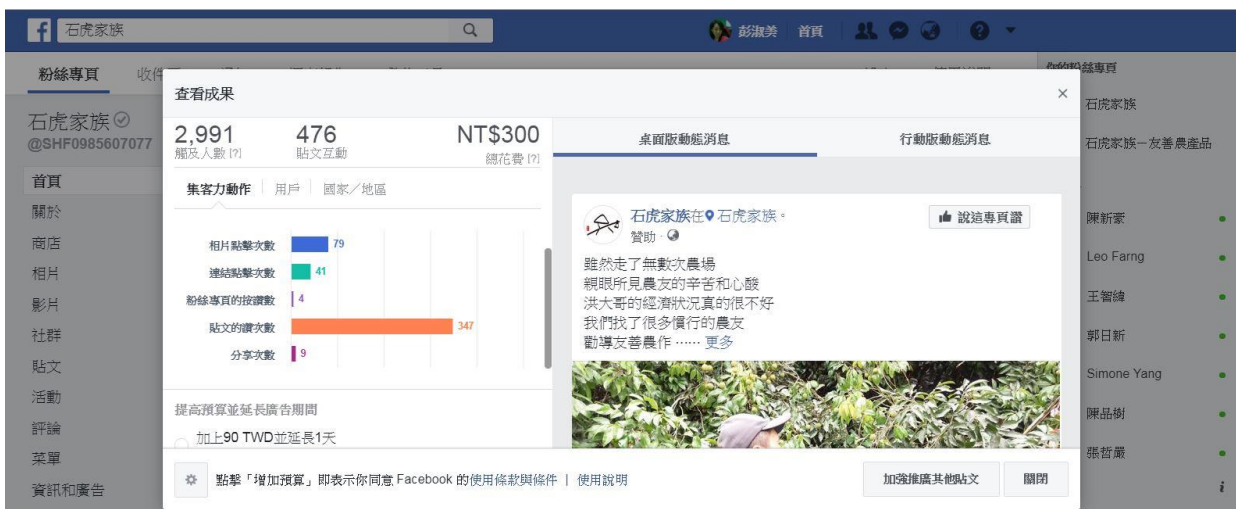 石虎家族
彭淑美 首頁
粉絲專頁
石虎家族
@SHF0985607077
首頁
關於
商店
相片
影片
社群
貼文
活動
評論
菜單
資訊和廣告
查看成果
×
2,991 476 NT$300
觸及人數 [?] 貼文互動 總花費 [?]
集客力動作 用戶 國家/地區
相片點擊次數 79
連結點擊次數 41
粉絲專頁的按讚數 4
貼文的讚次數 347
分享次數 9
提高預算並延長廣告期間
加上90 TWD並延長1天
桌面版動態消息 行動版動態消息
石虎家族在石虎家族。
說這專頁讚
贊助 ·
雖然走了無數次農場
親眼所見農友的辛苦和心酸
洪大哥的經濟狀況真的很不好
我們找了很多慣行的農友
勸導友善農作 …… 更多
點擊「增加預算」即表示你同意 Facebook 的使用條款與條件 | 使用說明
加強推廣其他貼文 關閉
你的粉絲專頁
石虎家族
石虎家族－友善農產品
陳新豪
Leo Farng
王智緯
郭日新
Simone Yang
陳品樹
張哲嚴